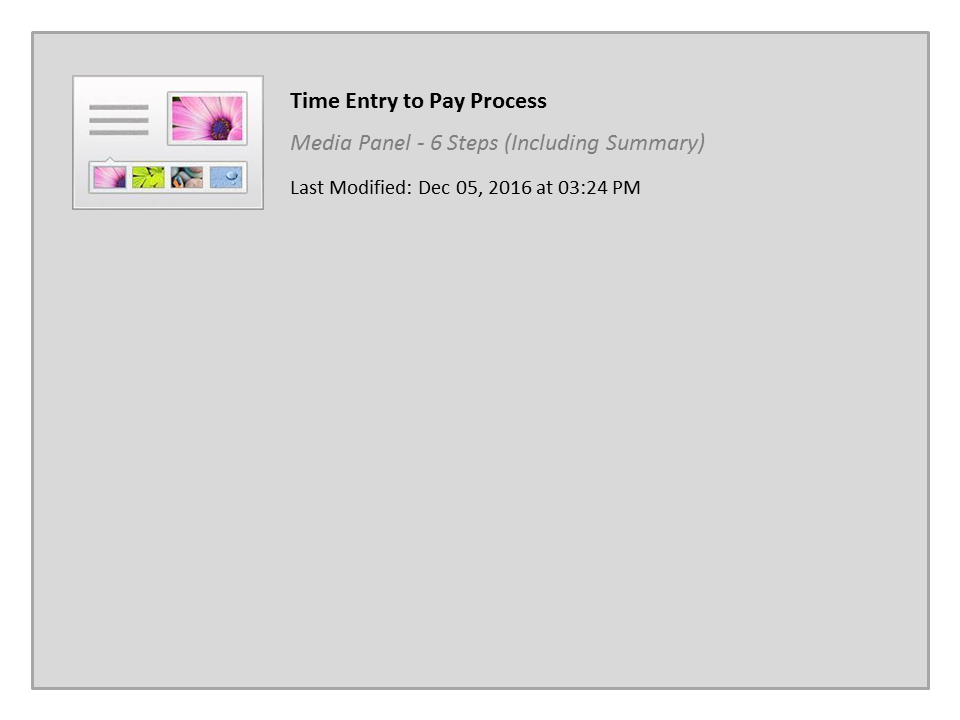 Time Entry to Pay Process
Media Panel - 6 Steps (Including Summary)
Last Modified: Dec 05, 2016 at 03:24 PM